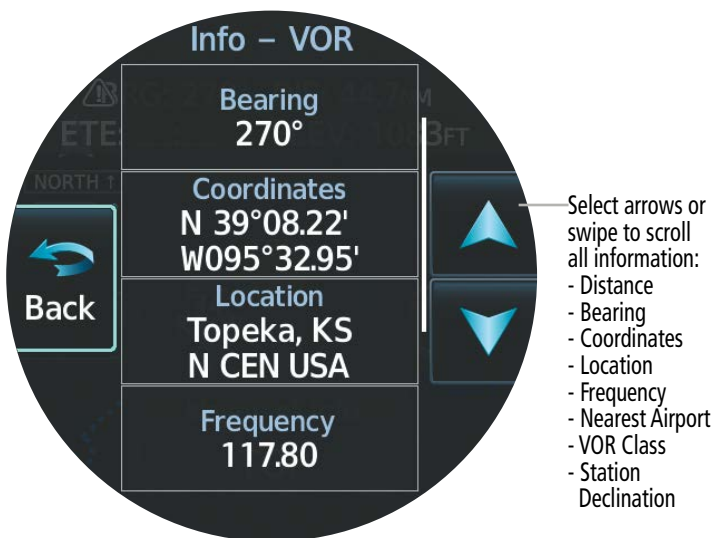 Info – VOR
Bearing
270°
Coordinates
N 39°08.22'
W095°32.95'
Location
Topeka, KS
N CEN USA
Frequency
117.80
Back
ETE:
1083FT
NORTH ↑
Select arrows or
swipe to scroll
all information:
- Distance
- Bearing
- Coordinates
- Location
- Frequency
- Nearest Airport
- VOR Class
- Station
Declination